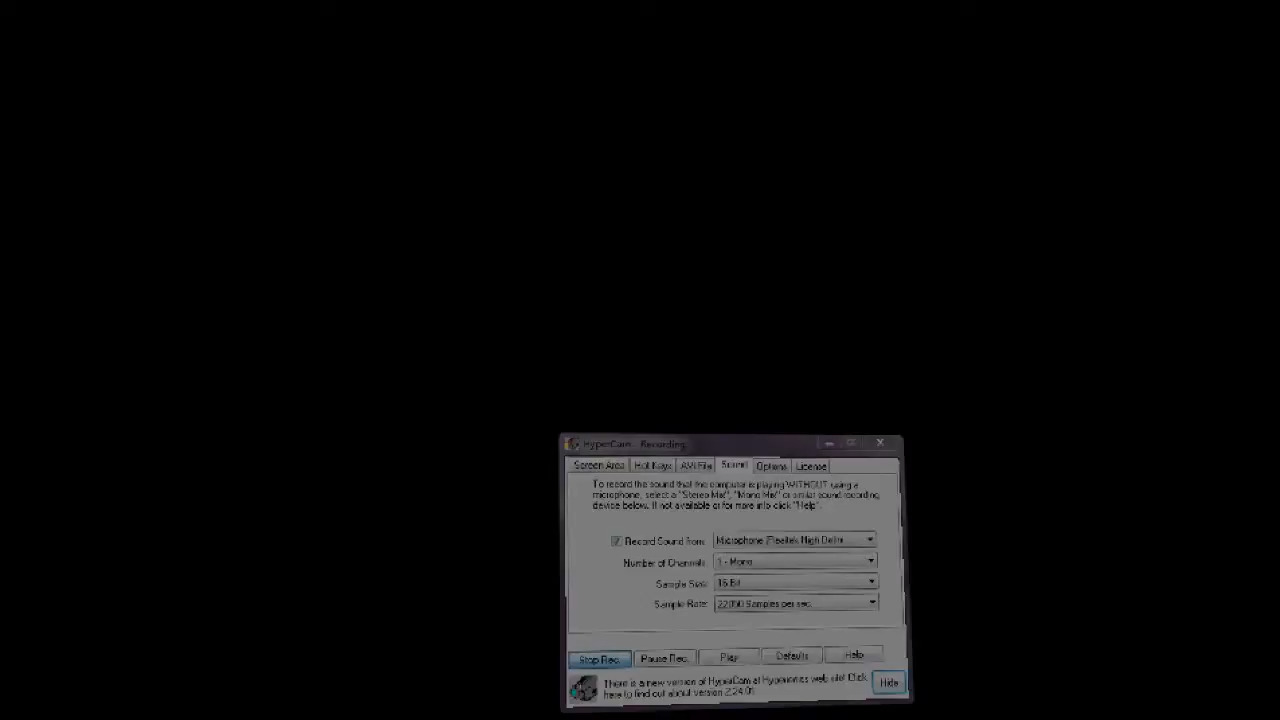 HyperCam - Recording
Screen Area Hot Keys AVI File Sound Options License
To record the sound that the computer is playing WITHOUT using a
microphone, select a "Stereo Mix", "Mono Mix" or similar sound recording
device below. If not available or for more info click "Help".
Record Sound from: Microphone (Realtek High Defini
Number of Channels: 1 - Mono
Sample Size: 16 Bit
Sample Rate: 22050 Samples per sec.
Stop Rec. Pause Rec. Play Defaults Help
There is a new version of HyperCam at Hyperionics web site! Click
here to find out about version 2.24.01
Hide